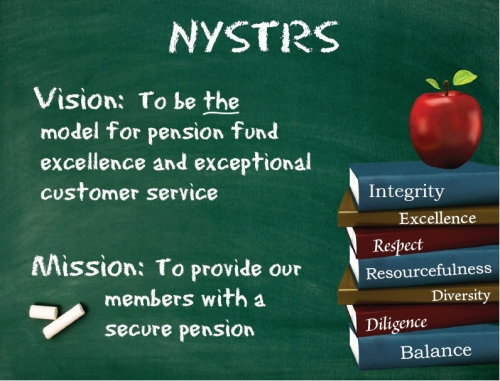 NYSTRS
Vision: To be the
model for pension fund
excellence and exceptional
customer service
Mission: To provide our
members with a
secure pension
Integrity
Excellence
Respect
Resourcefulness
Diversity
Diligence
Balance